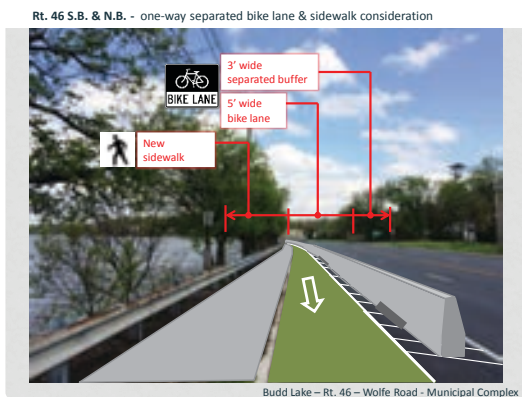 Rt. 46 S.B. & N.B. - one-way separated bike lane & sidewalk consideration
3' wide
separated buffer
BIKE LANE
5' wide
bike lane
New
sidewalk
Budd Lake – Rt. 46 – Wolfe Road - Municipal Complex